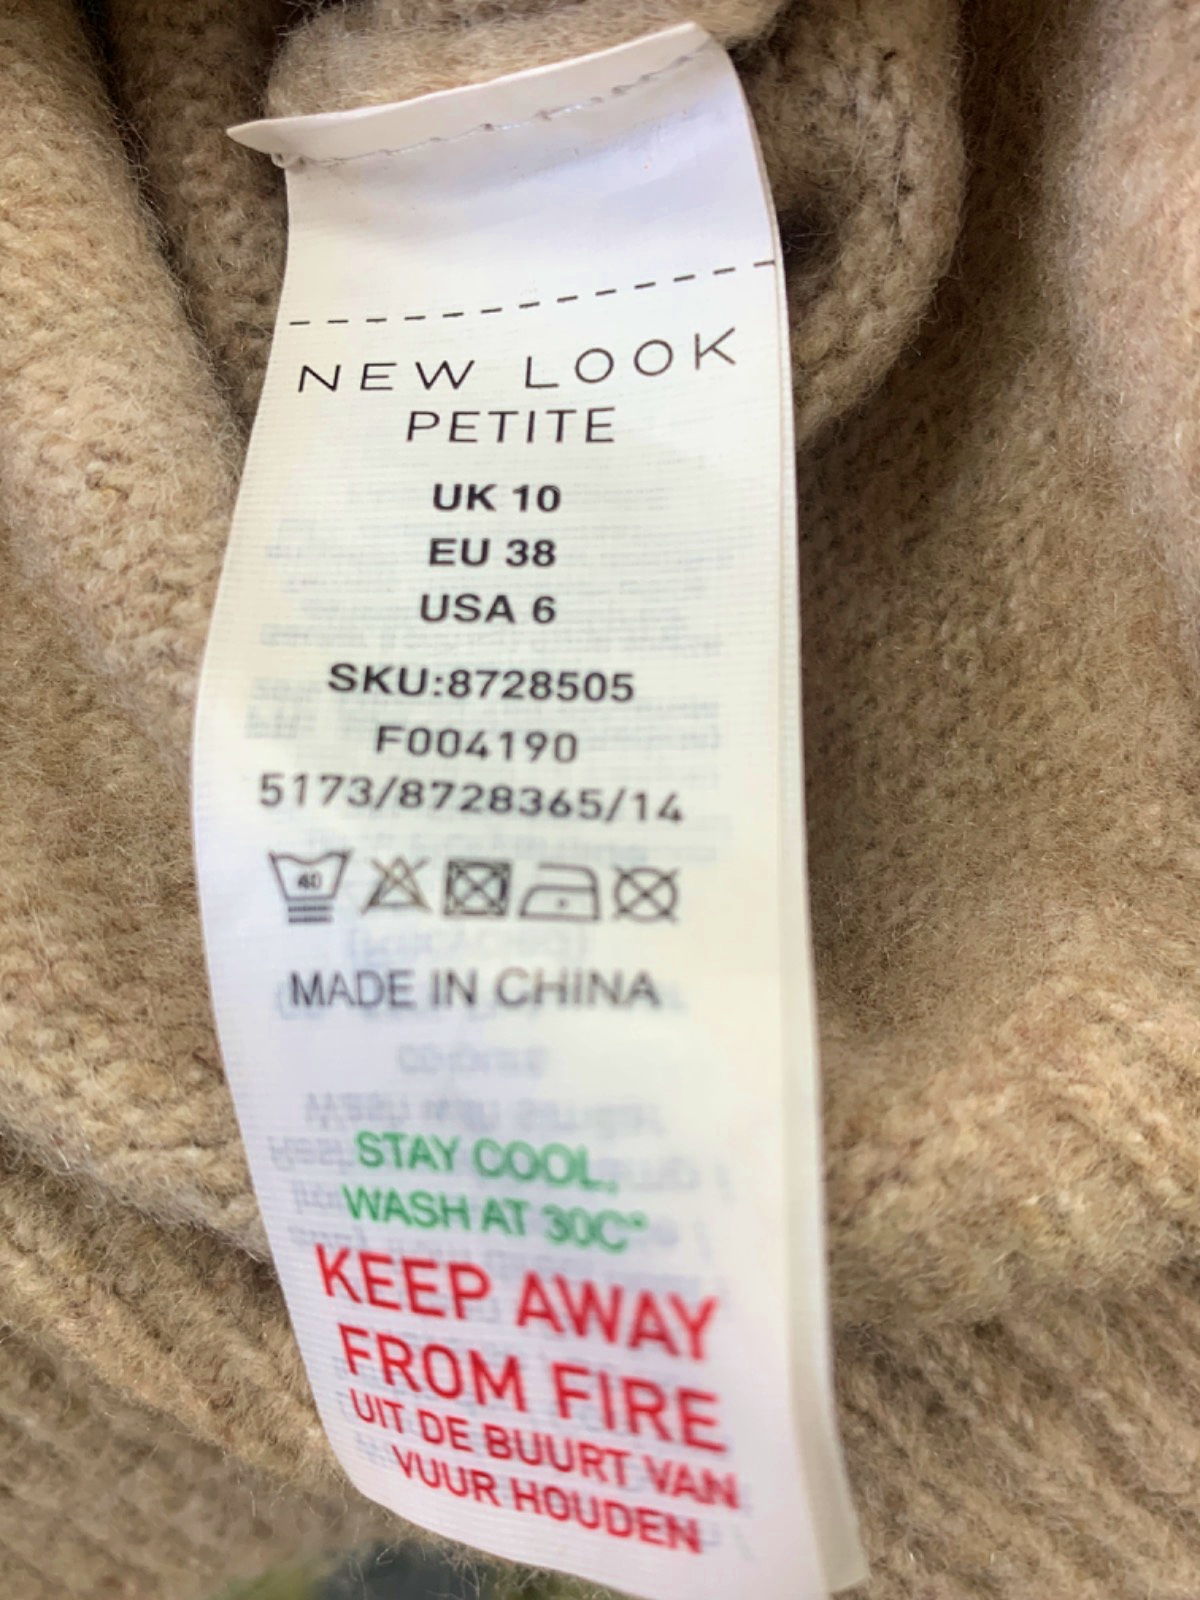 NEW LOOK
PETITE
UK 10
EU 38
USA 6
SKU:8728505
F004190
5173/8728365/14
40
MADE IN CHINA
STAY COOL.
WASH AT 30C°
KEEP AWAY
FROM FIRE
UIT DE BUURT VAN
VUUR HOUDEN